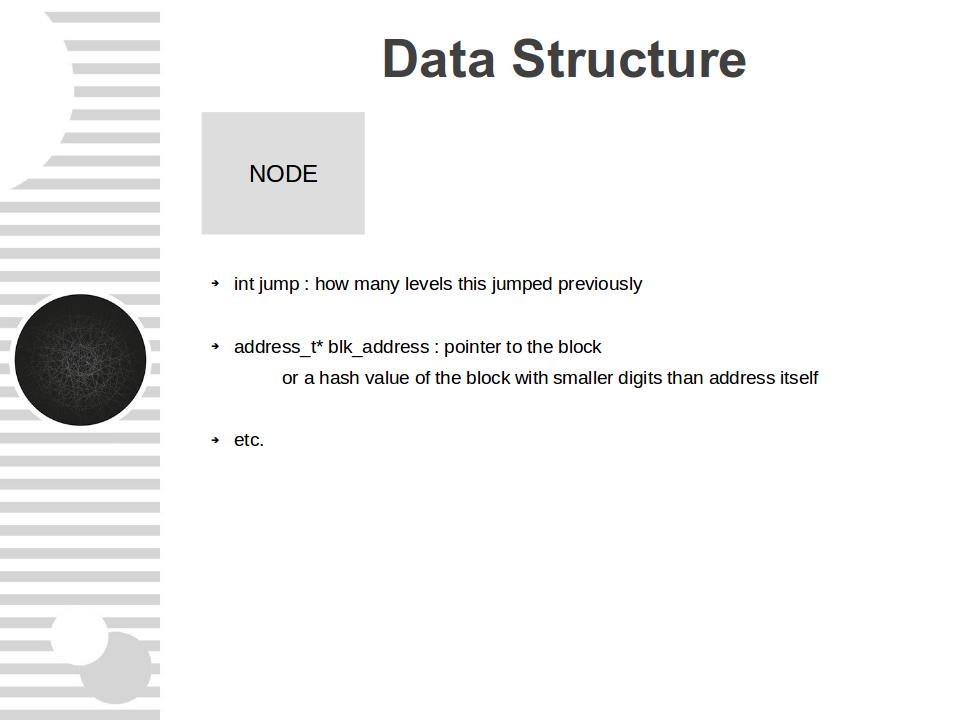 Data Structure
NODE
➔ int jump : how many levels this jumped previously
➔ address_t* blk_address : pointer to the block
or a hash value of the block with smaller digits than address itself
➔ etc.